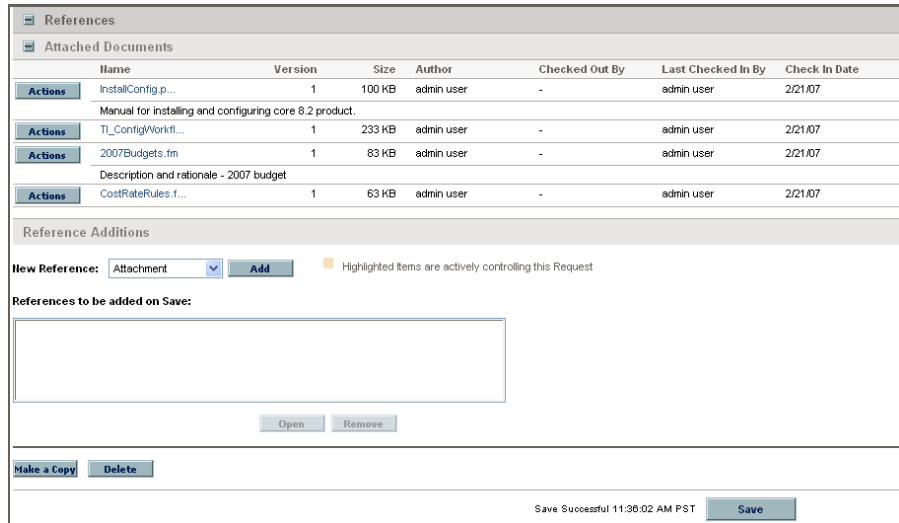 References
Attached Documents
Name Version Size Author Checked Out By Last Checked In By Check In Date
Actions InstallConfig.p... 1 100 KB admin user - admin user 2/21/07
Manual for installing and configuring core 8.2 product.
Actions TI_ConfigWorkfl... 1 233 KB admin user - admin user 2/21/07
Actions 2007Budgets.fm 1 83 KB admin user - admin user 2/21/07
Description and rationale - 2007 budget
Actions CostRateRules.f... 1 63 KB admin user - admin user 2/21/07
Reference Additions
New Reference: Attachment Add Highlighted Items are actively controlling this Request
References to be added on Save:
Open Remove
Make a Copy Delete
Save Successful 11:36:02 AM PST Save